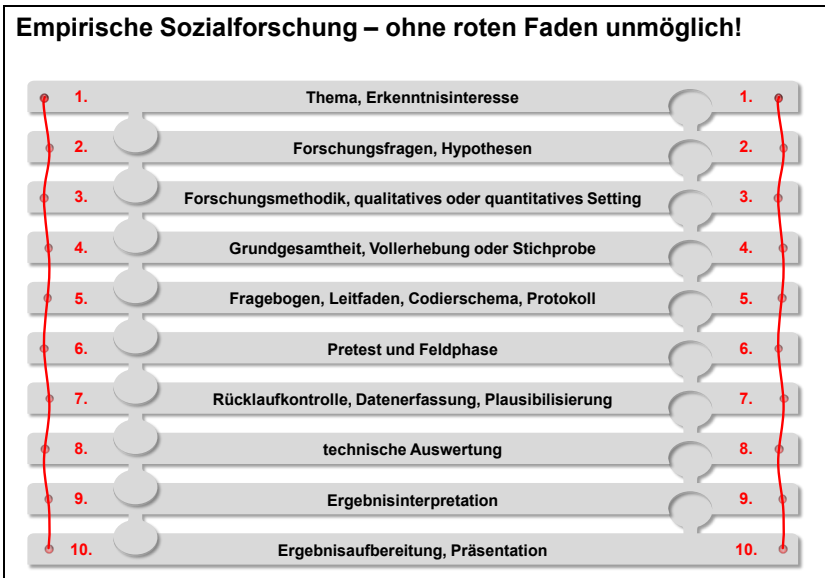 Empirische Sozialforschung – ohne roten Faden unmöglich!
1. Thema, Erkenntnisinteresse 1.
2. Forschungsfragen, Hypothesen 2.
3. Forschungsmethodik, qualitatives oder quantitatives Setting 3.
4. Grundgesamtheit, Vollerhebung oder Stichprobe 4.
5. Fragebogen, Leitfaden, Codierschema, Protokoll 5.
6. Pretest und Feldphase 6.
7. Rücklaufkontrolle, Datenerfassung, Plausibilisierung 7.
8. technische Auswertung 8.
9. Ergebnisinterpretation 9.
10. Ergebnisaufbereitung, Präsentation 10.